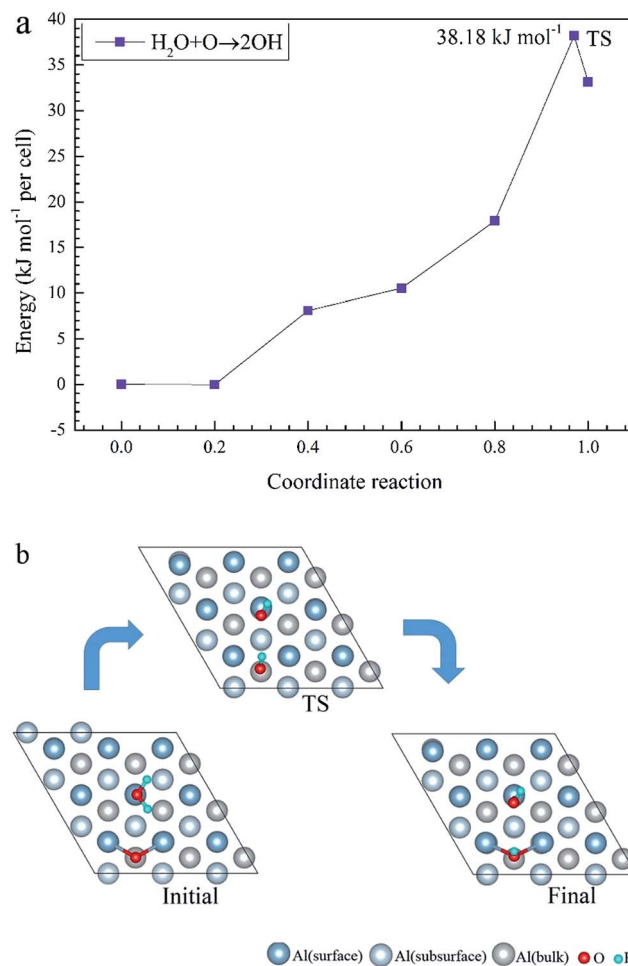 a
H₂O+O→2OH
38.18 kJ mol⁻¹ TS
40
35
30
25
20
15
10
5
0
-5
Energy (kJ mol⁻¹ per cell)
0.0 0.2 0.4 0.6 0.8 1.0
Coordinate reaction
b
TS
Initial
Final
Al(surface) Al(subsurface) Al(bulk) O